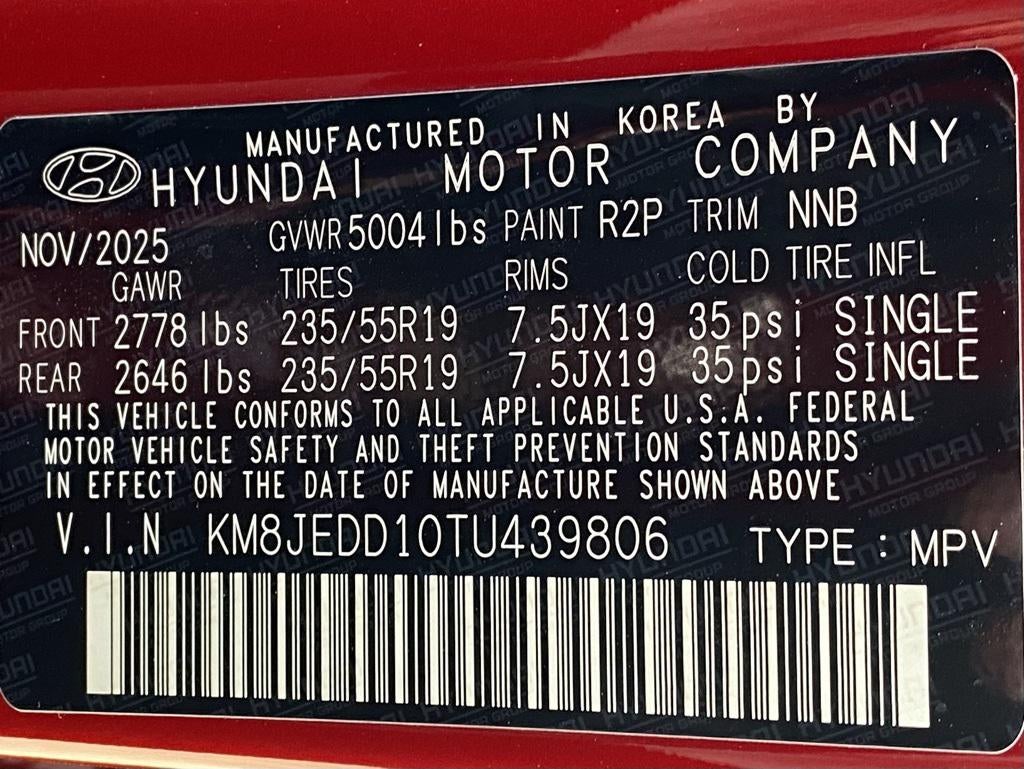 MANUFACTURED IN KOREA BY
HYUNDAI MOTOR COMPANY
NOV/2025 GVWR 5004lbs PAINT R2P TRIM NNB
GAWR TIRES RIMS COLD TIRE INFL
FRONT 2778 lbs 235/55R19 7.5JX19 35psi SINGLE
REAR 2646 lbs 235/55R19 7.5JX19 35psi SINGLE
THIS VEHICLE CONFORMS TO ALL APPLICABLE U.S.A. FEDERAL
MOTOR VEHICLE SAFETY AND THEFT PREVENTION STANDARDS
IN EFFECT ON THE DATE OF MANUFACTURE SHOWN ABOVE
V.I.N KM8JEDD10TU439806 TYPE : MPV